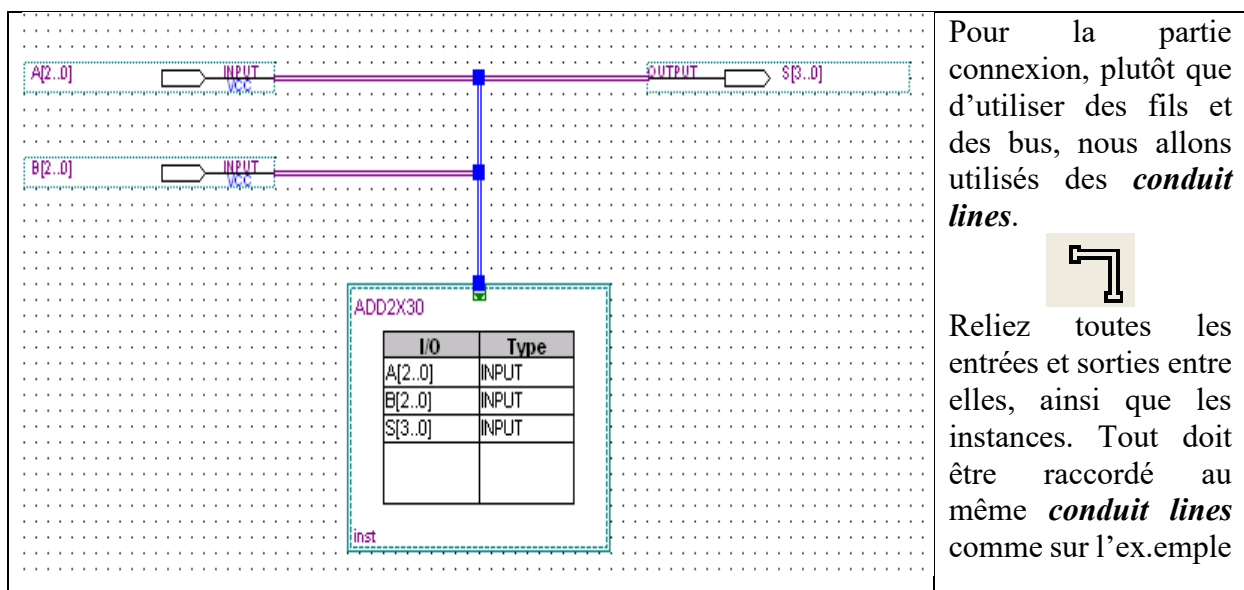 A[2..0] INPUT VCC OUTPUT S[3..0]
B[2..0] INPUT VCC
ADD2X30
I/O Type
A[2..0] INPUT
B[2..0] INPUT
S[3..0] INPUT
inst
Pour la partie
connexion, plutôt que
d’utiliser des fils et
des bus, nous allons
utilisés des conduit
lines.
Reliez toutes les
entrées et sorties entre
elles, ainsi que les
instances. Tout doit
être raccordé au
même conduit lines
comme sur l’ex.emple